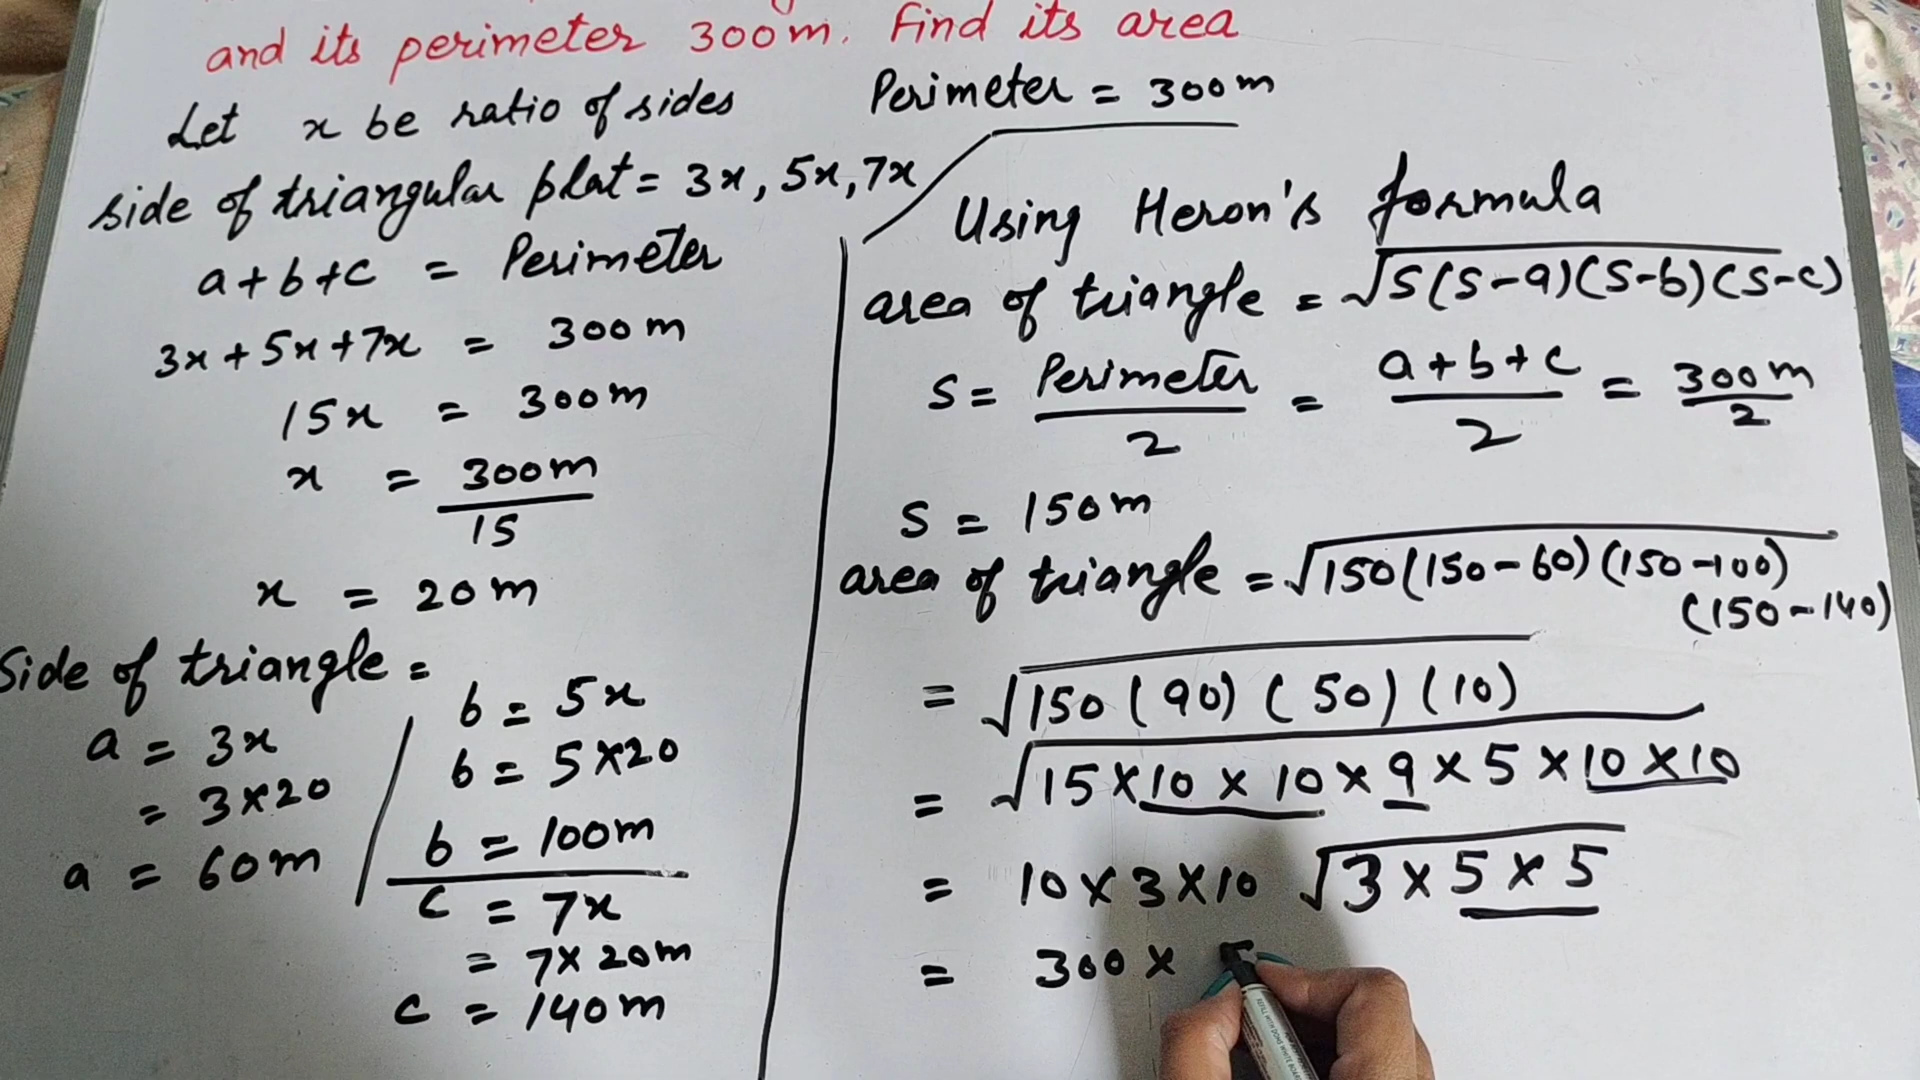 and its perimeter 300m. Find its area
Let x be ratio of sides
side of triangular plat = 3x, 5x, 7x
a + b + c = Perimeter
3x + 5x + 7x = 300m
15x = 300m
x = 300m
15
x = 20m
Side of triangle =
a = 3x
= 3×20
a = 60m
b = 5x
b = 5×20
b = 100m
c = 7x
= 7×20m
c = 140m
Perimeter = 300m
Using Heron's formula
area of triangle = √S(S-a)(S-b)(S-c)
S = Perimeter/2 = a+b+c/2 = 300m/2
S = 150m
area of triangle = √150(150-60)(150-100)
(150-140)
= √150(90)(50)(10)
= √15×10×10×9×5×10×10
= 10×3×10 √3×5×5
= 300× 5